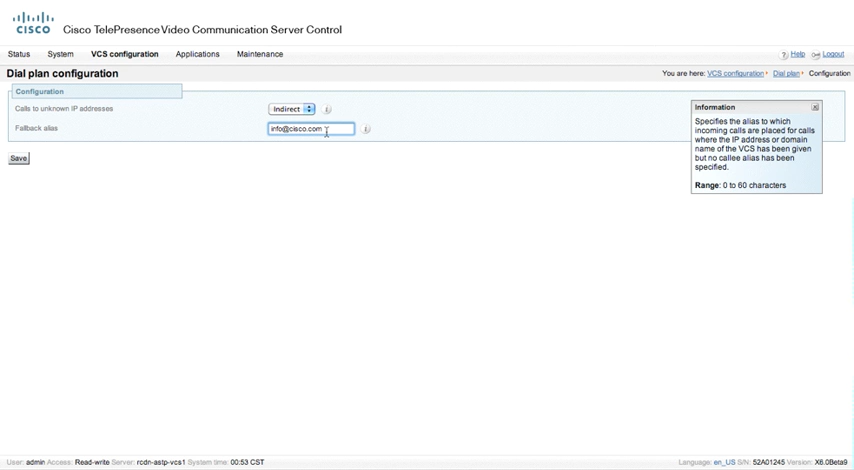 CISCO
Cisco TelePresence Video Communication Server Control
Status System VCS configuration Applications Maintenance ? Help Logout
Dial plan configuration You are here: VCS configuration Dial plan Configuration
Configuration
Calls to unknown IP addresses Indirect i
Fallback alias info@cisco.com i
Save
Information
Specifies the alias to which
incoming calls are placed for calls
where the IP address or domain
name of the VCS has been given
but no callee alias has been
specified.
Range: 0 to 60 characters
User: admin Access: Read-write Server: rcdn-astp-vcs1 System time: 00:53 CST Language: en_US S/N: 52A01245 Version: X6.0Beta9